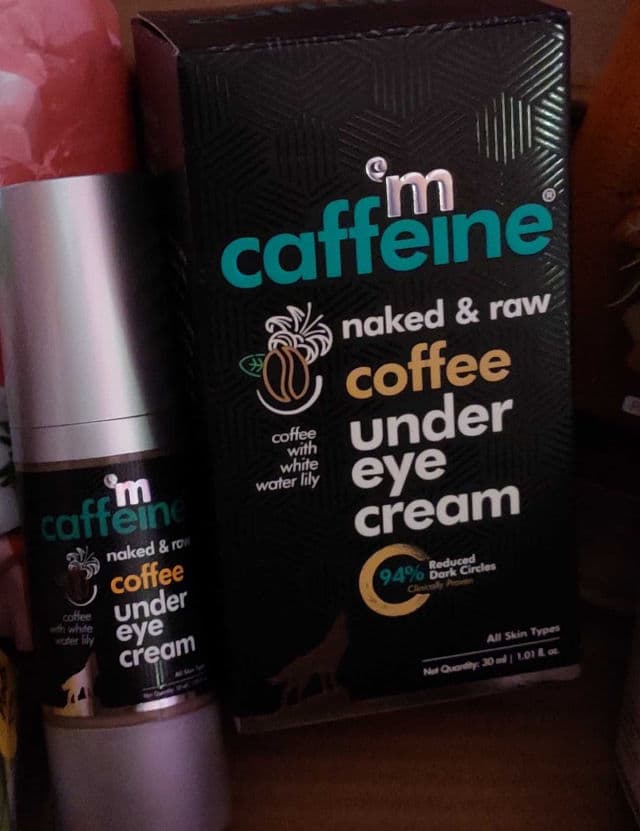 'm
caffeine®
naked & raw
coffee
under
eye
cream
coffee
with
white
water lily
94% Reduced
Dark Circles
Clinically Proven
All Skin Types
Net Quantity: 30 ml | 1.01 fl. oz.
'm
caffeine
naked & raw
coffee
under
eye
cream
coffee
with white
water lily
All Skin